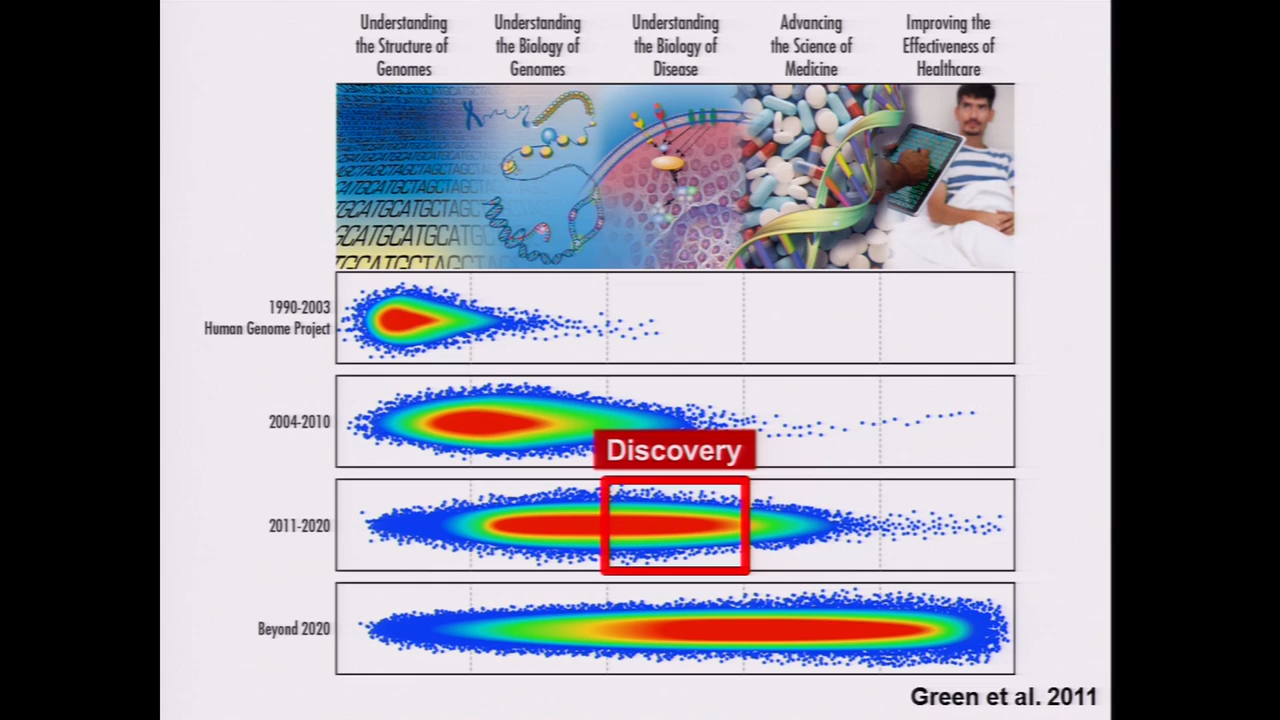 Understanding
the Structure of
Genomes
Understanding
the Biology of
Genomes
Understanding
the Biology of
Disease
Advancing
the Science of
Medicine
Improving the
Effectiveness of
Healthcare
1990-2003
Human Genome Project
2004-2010
Discovery
2011-2020
Beyond 2020
Green et al. 2011